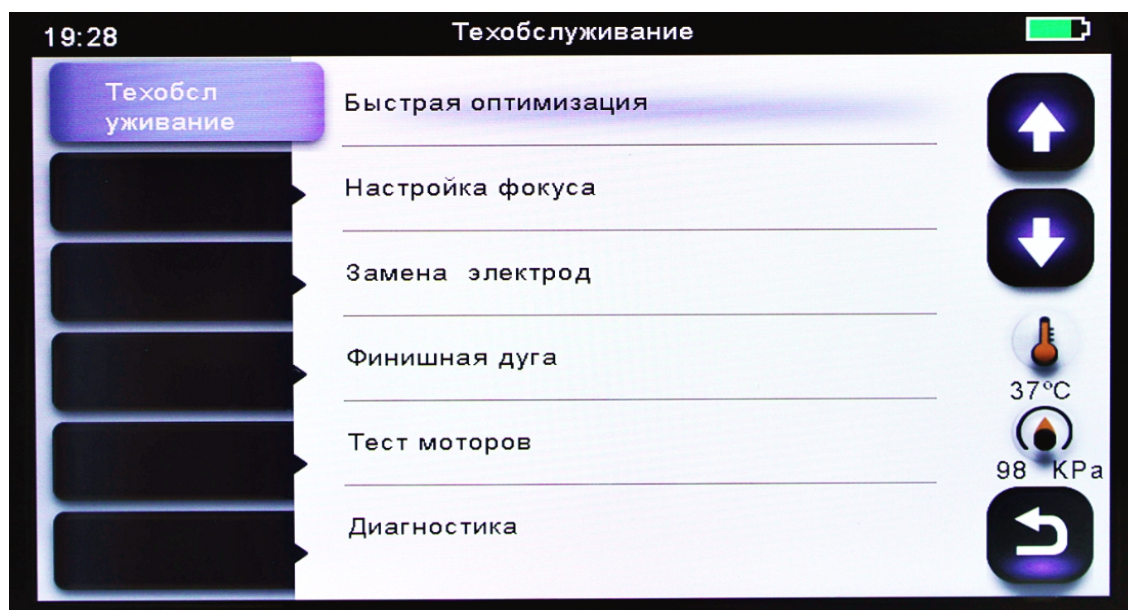 19:28
Техобслуживание
Техобсл
уживание
Быстрая оптимизация
Настройка фокуса
Замена электрод
Финишная дуга
Тест моторов
Диагностика
37°C
98 KPa